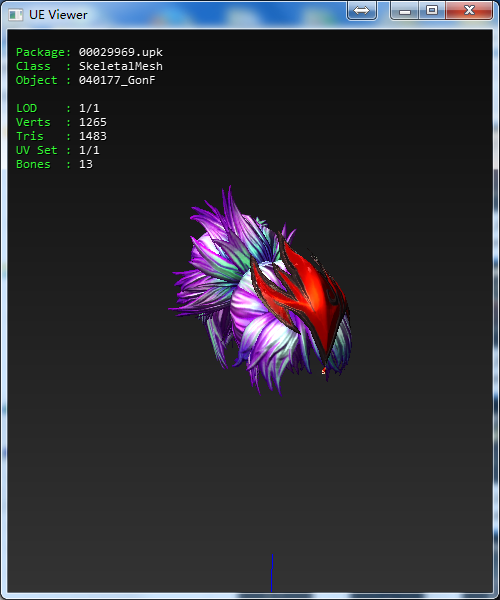 UE Viewer
Package: 00029969.upk
Class : SkeletalMesh
Object : 040177_GonF
LOD : 1/1
Verts : 1265
Tris : 1483
UV Set : 1/1
Bones : 13